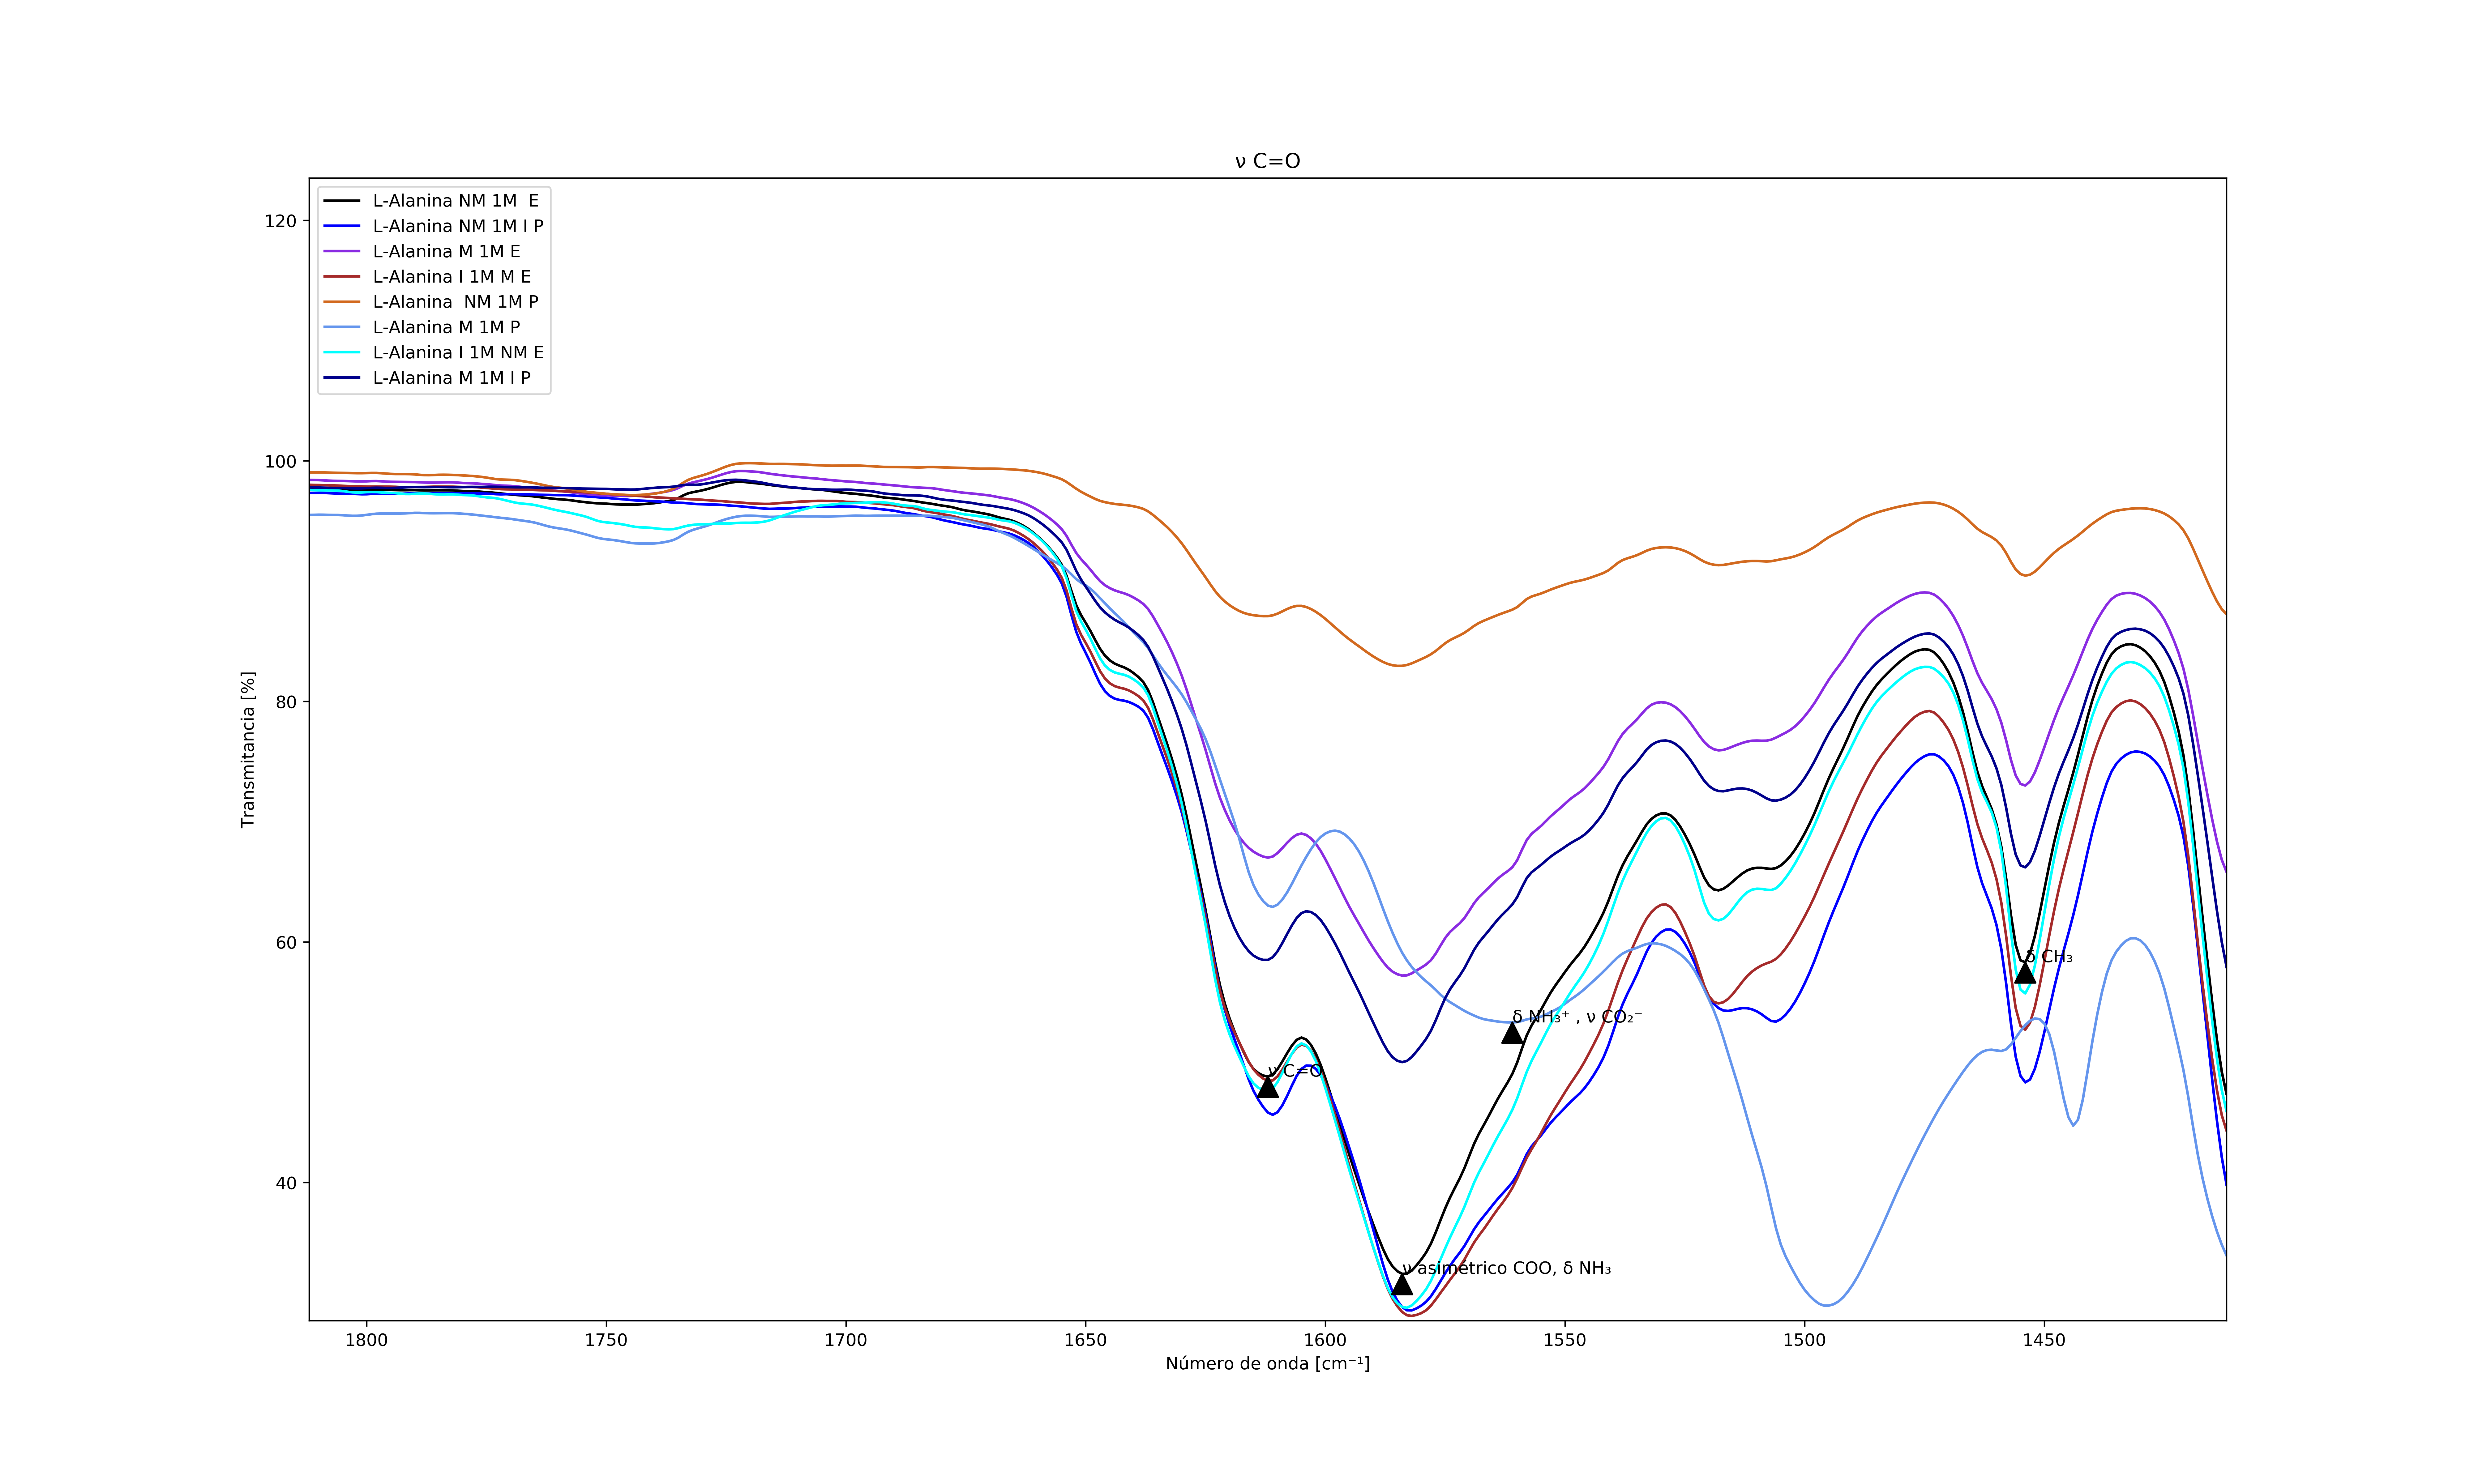 ν C=O
L-Alanina NM 1M  E
L-Alanina NM 1M I P
L-Alanina M 1M E
L-Alanina I 1M M E
L-Alanina  NM 1M P
L-Alanina M 1M P
L-Alanina I 1M NM E
L-Alanina M 1M I P
120
100
80
60
40
Transmitancia [%]
δ CH₃
δ NH₃⁺ , ν CO₂⁻
ν C=O
ν asimetrico COO, δ NH₃
1800
1750
1700
1650
1600
1550
1500
1450
Número de onda [cm⁻¹]